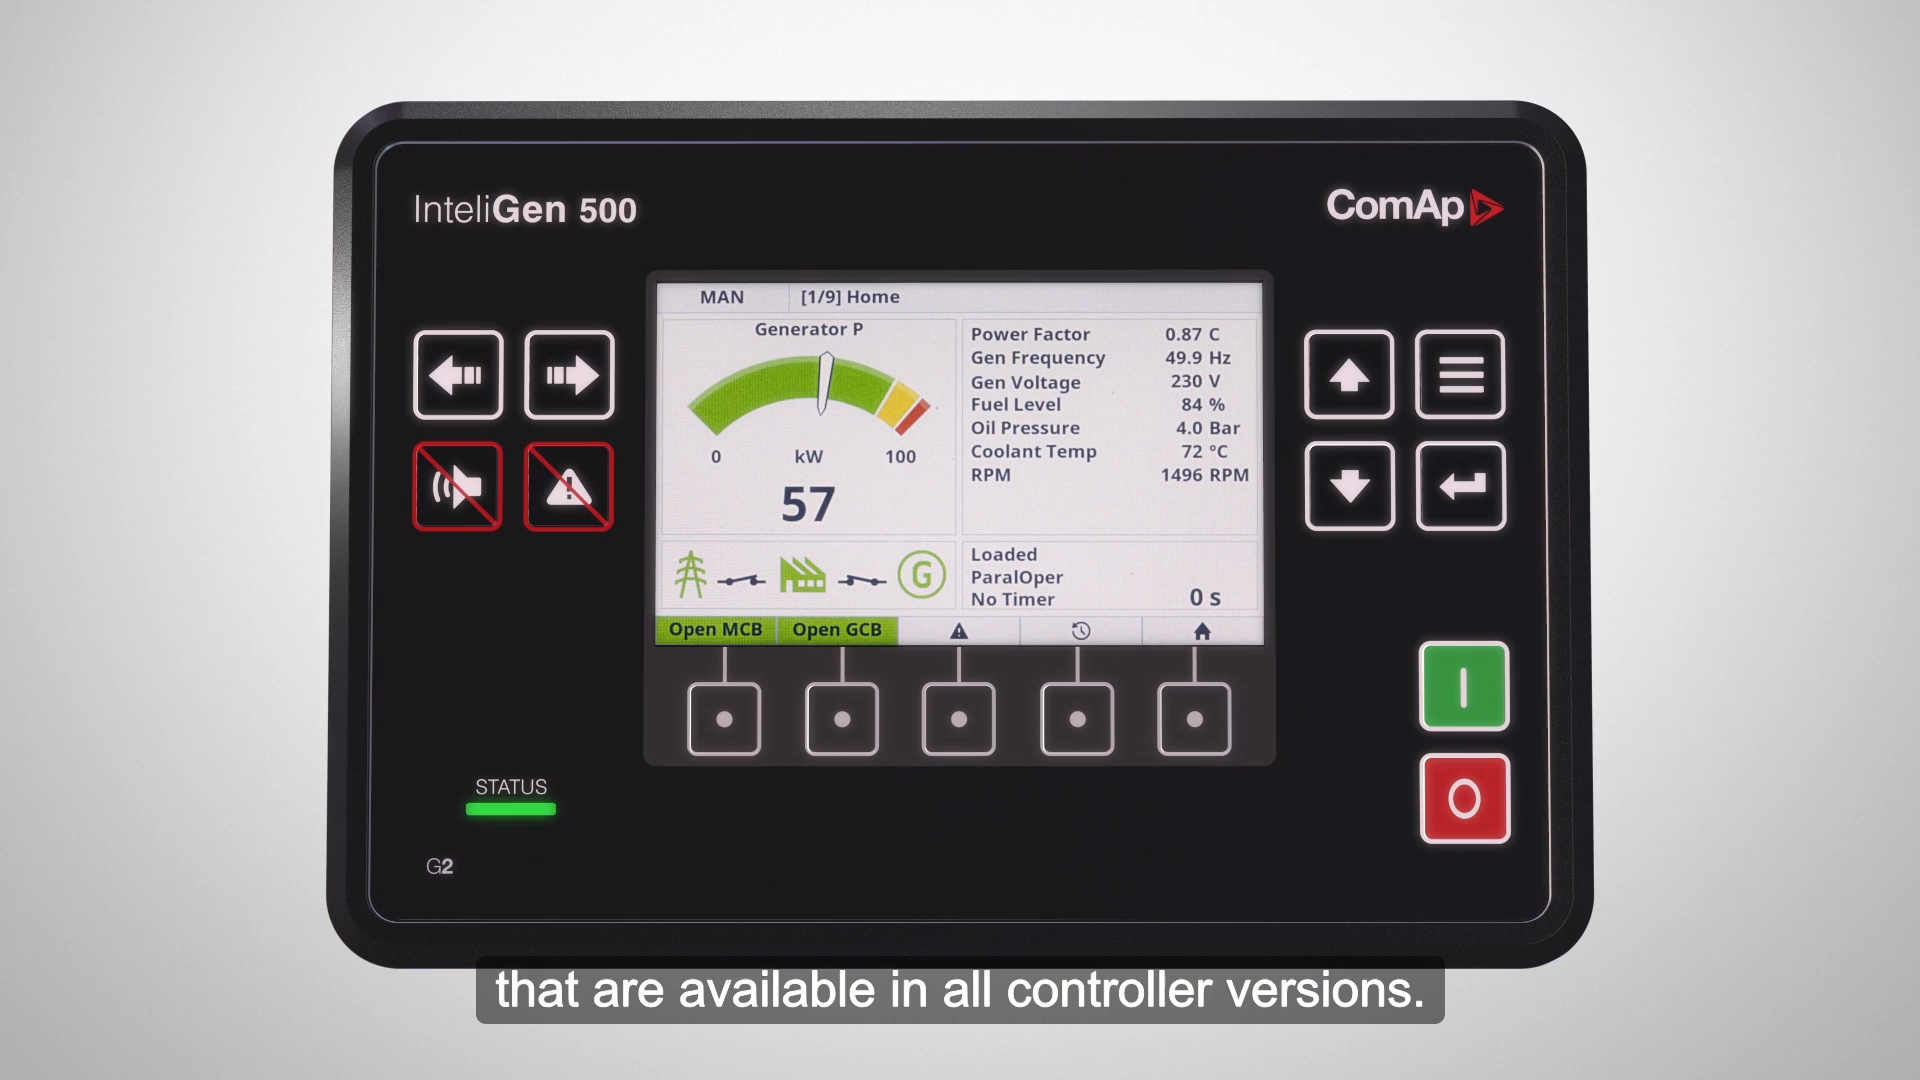 InteliGen 500
ComAp
MAN [1/9] Home
Generator P
0 kW 100
57
Power Factor 0.87 C
Gen Frequency 49.9 Hz
Gen Voltage 230 V
Fuel Level 84 %
Oil Pressure 4.0 Bar
Coolant Temp 72 °C
RPM 1496 RPM
G
Loaded
ParalOper
No Timer 0 s
Open MCB Open GCB
STATUS
G2
that are available in all controller versions.